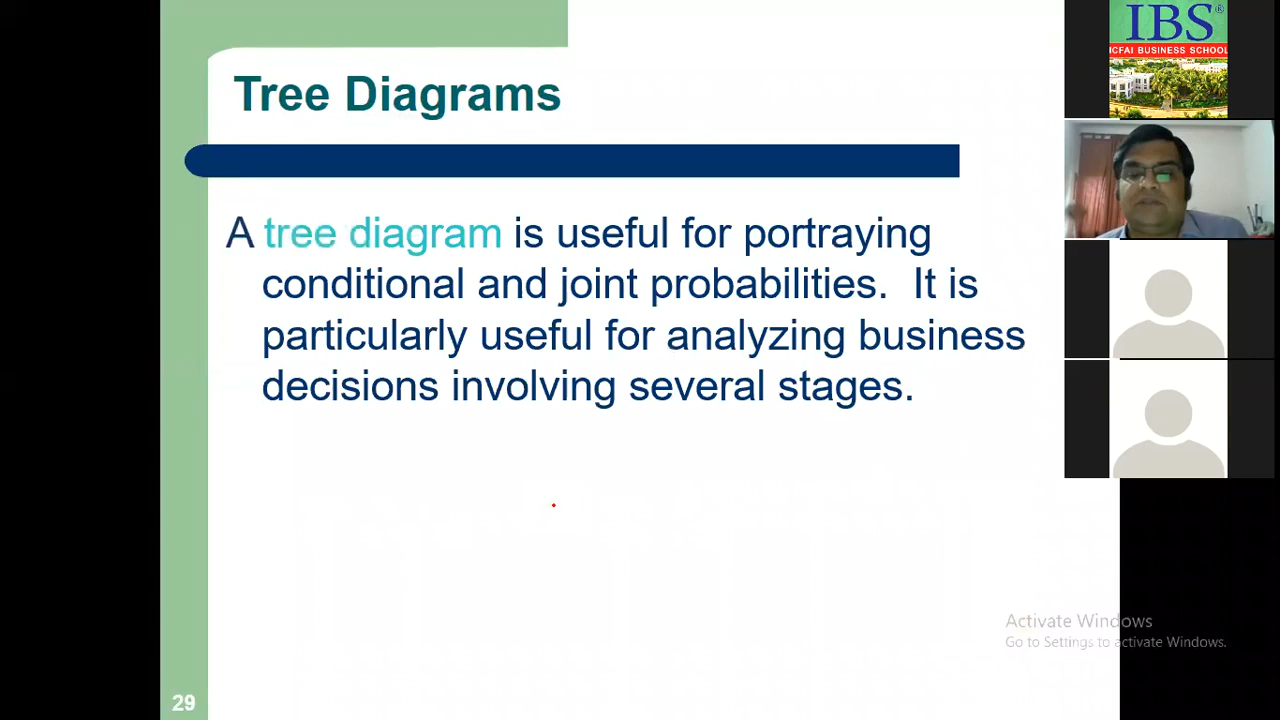 Tree Diagrams
A tree diagram is useful for portraying
conditional and joint probabilities.  It is
particularly useful for analyzing business
decisions involving several stages.
29
IBS®
ICFAI BUSINESS SCHOOL
Activate Windows
Go to Settings to activate Windows.